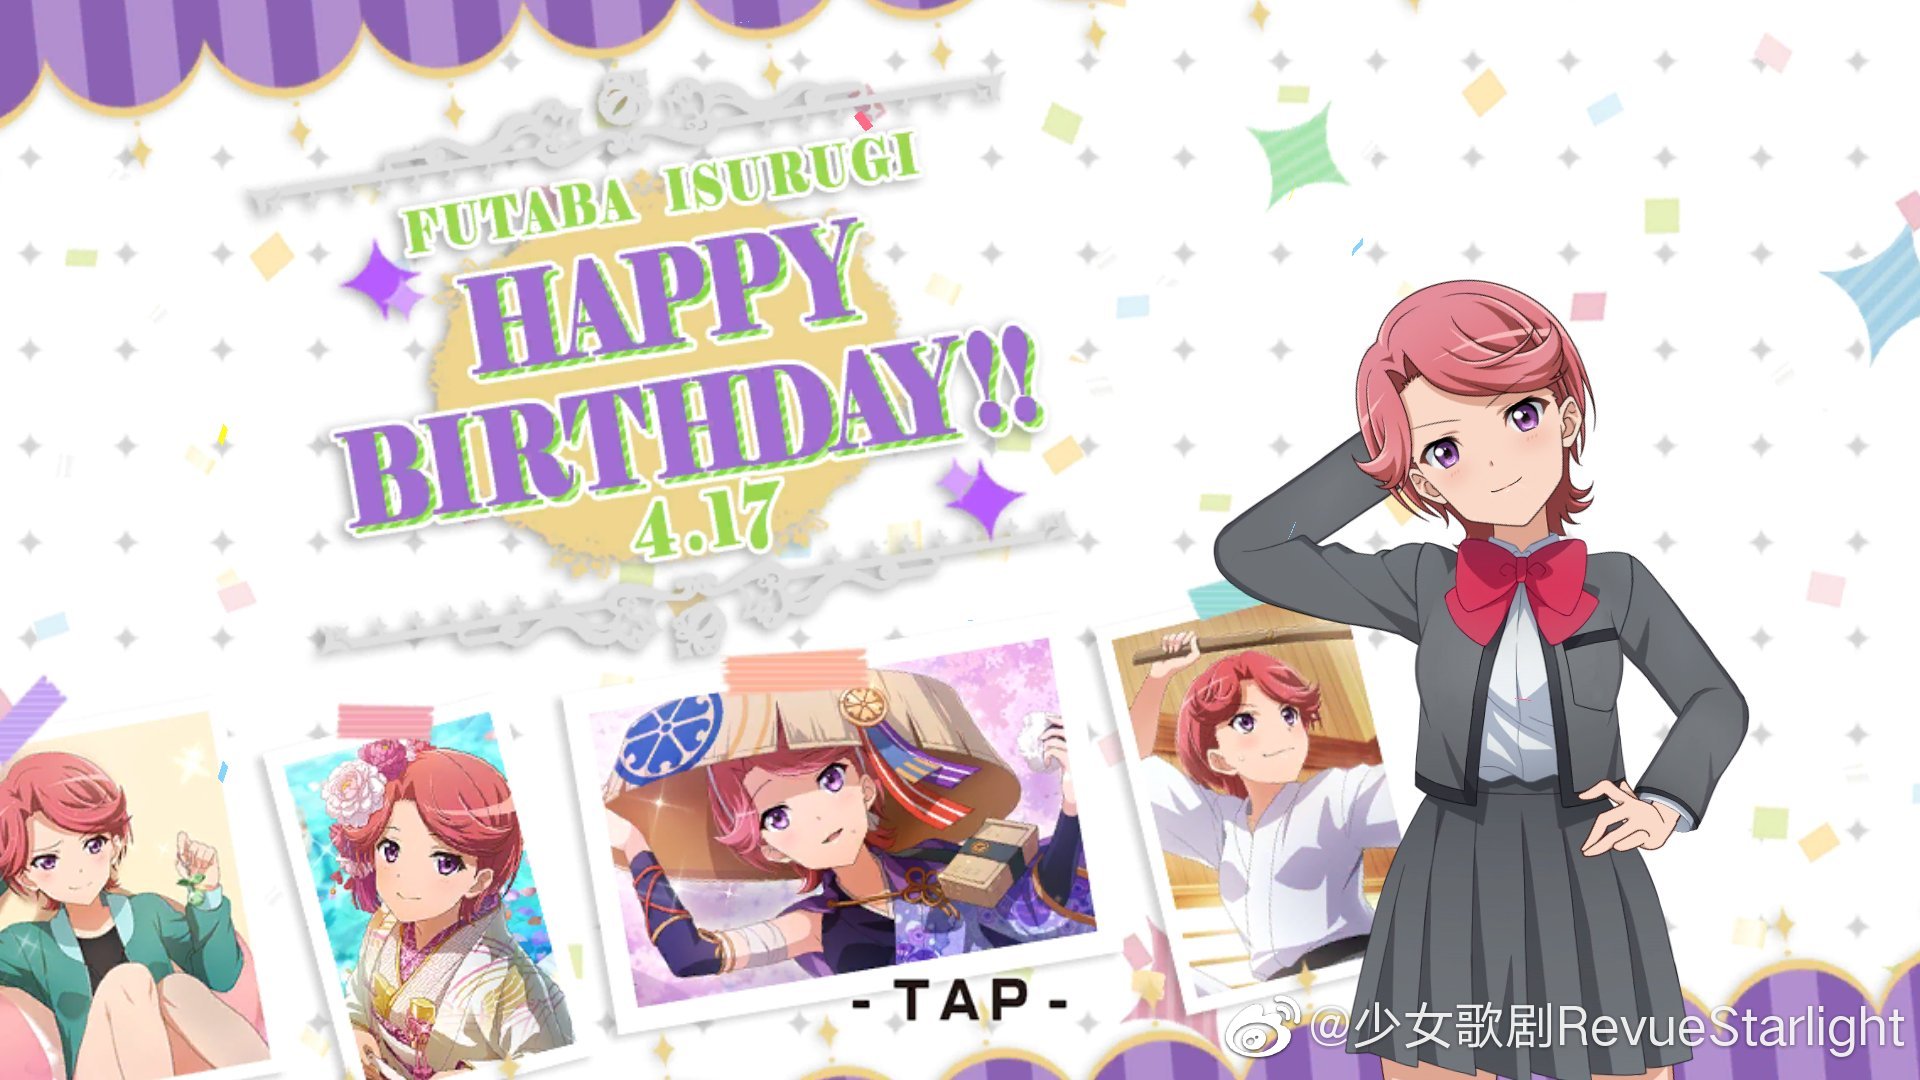 FUTABA ISURUGI
HAPPY
BIRTHDAY!!
4.17
- TAP -
@少女歌剧RevueStarlight